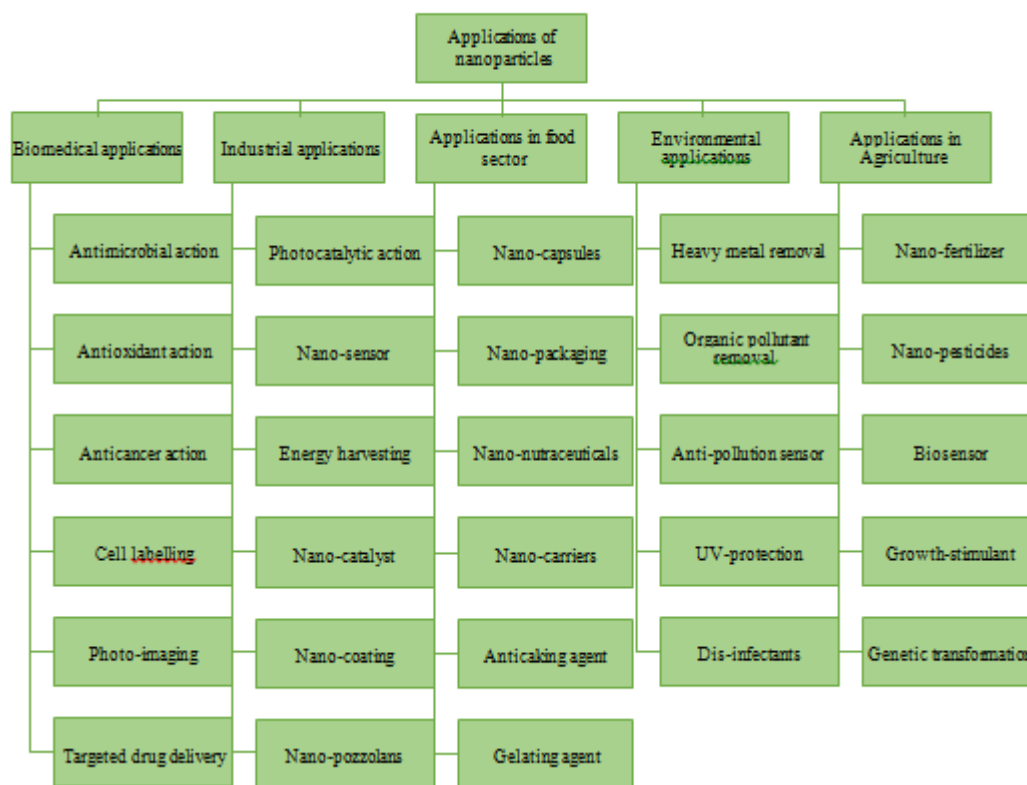 Applications of
nanoparticles
Biomedical applications
Industrial applications
Applications in food
sector
Environmental
applications
Applications in
Agriculture
Antimicrobial action
Photocatalytic action
Nano-capsules
Heavy metal removal
Nano-fertilizer
Antioxidant action
Nano-sensor
Nano-packaging
Organic pollutant
removal
Nano-pesticides
Anticancer action
Energy harvesting
Nano-nutraceuticals
Anti-pollution sensor
Biosensor
Cell labelling
Nano-catalyst
Nano-carriers
UV-protection
Growth-stimulant
Photo-imaging
Nano-coating
Anticaking agent
Dis-infectants
Genetic transformation
Targeted drug delivery
Nano-pozzolans
Gelating agent